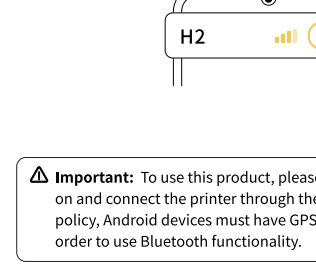 H2
Important: To use this product, please
on and connect the printer through the
policy, Android devices must have GPS
order to use Bluetooth functionality.